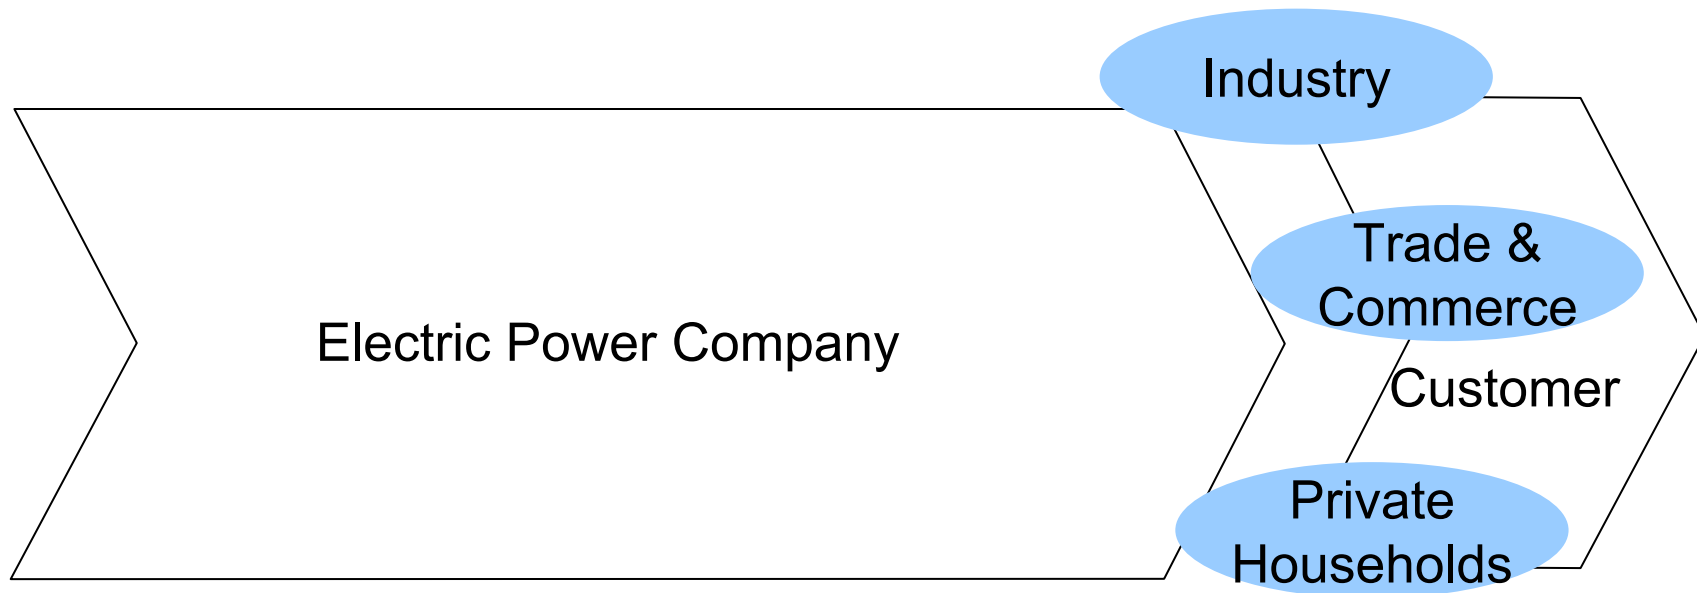 Industry
Trade &
Commerce
Electric Power Company
Customer
Private
Households